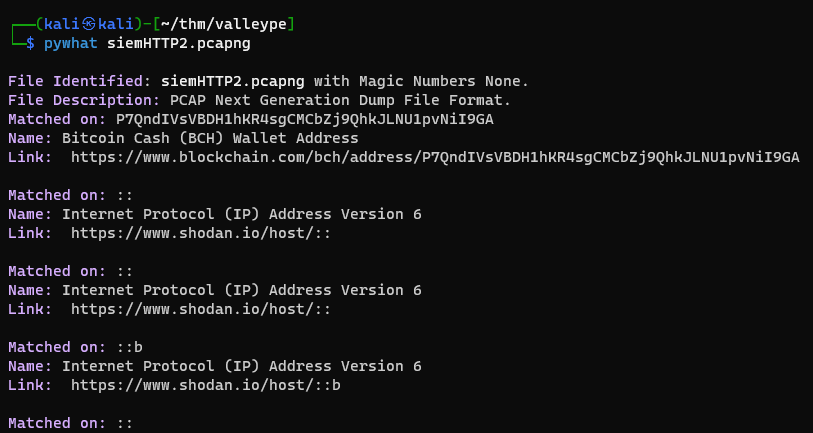 ┌──(kali㉿kali)-[~/thm/valleype]
└─$ pywhat siemHTTP2.pcapng
File Identified: siemHTTP2.pcapng with Magic Numbers None.
File Description: PCAP Next Generation Dump File Format.
Matched on: P7QndIVsVBDH1hKR4sgCMCbZj9QhkJLNU1pvNiI9GA
Name: Bitcoin Cash (BCH) Wallet Address
Link:  https://www.blockchain.com/bch/address/P7QndIVsVBDH1hKR4sgCMCbZj9QhkJLNU1pvNiI9GA
Matched on: ::
Name: Internet Protocol (IP) Address Version 6
Link:  https://www.shodan.io/host/::
Matched on: ::
Name: Internet Protocol (IP) Address Version 6
Link:  https://www.shodan.io/host/::
Matched on: ::b
Name: Internet Protocol (IP) Address Version 6
Link:  https://www.shodan.io/host/::b
Matched on: ::